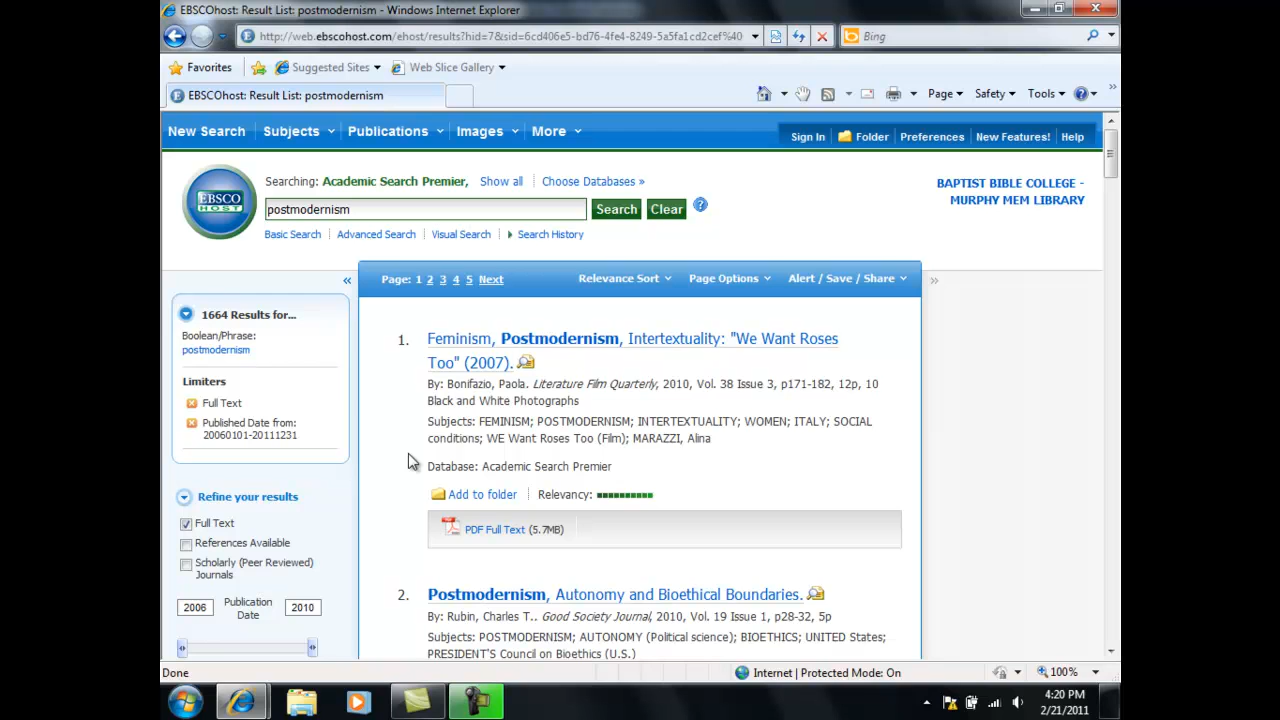 EBSCOhost: Result List: postmodernism - Windows Internet Explorer
http://web.ebscohost.com/ehost/results?hid=7&sid=6cd406e5-bd76-4fe4-8249-5a5fa1cd2cef%40
Bing
Favorites
Suggested Sites
Web Slice Gallery
EBSCOhost: Result List: postmodernism
Page
Safety
Tools
New Search
Subjects
Publications
Images
More
Sign In
Folder
Preferences
New Features!
Help
EBSCO
HOST
Searching: Academic Search Premier,
Show all
Choose Databases »
postmodernism
Search
Clear
Basic Search
Advanced Search
Visual Search
Search History
BAPTIST BIBLE COLLEGE -
MURPHY MEM LIBRARY
«
1664 Results for...
Boolean/Phrase:
postmodernism
Limiters
Full Text
Published Date from:
20060101-20111231
Refine your results
Full Text
References Available
Scholarly (Peer Reviewed)
Journals
2006
Publication
Date
2010
Page: 1 2 3 4 5 Next
Relevance Sort
Page Options
Alert / Save / Share
»
1.
Feminism, Postmodernism, Intertextuality: "We Want Roses
Too" (2007).
By: Bonifazio, Paola. Literature Film Quarterly, 2010, Vol. 38 Issue 3, p171-182, 12p, 10
Black and White Photographs
Subjects: FEMINISM; POSTMODERNISM; INTERTEXTUALITY; WOMEN; ITALY; SOCIAL
conditions; WE Want Roses Too (Film); MARAZZI, Alina
Database: Academic Search Premier
Add to folder
Relevancy:
PDF Full Text (5.7MB)
2.
Postmodernism, Autonomy and Bioethical Boundaries.
By: Rubin, Charles T.. Good Society Journal, 2010, Vol. 19 Issue 1, p28-32, 5p
Subjects: POSTMODERNISM; AUTONOMY (Political science); BIOETHICS; UNITED States;
PRESIDENT'S Council on Bioethics (U.S.)
Done
Internet | Protected Mode: On
100%
4:20 PM
2/21/2011